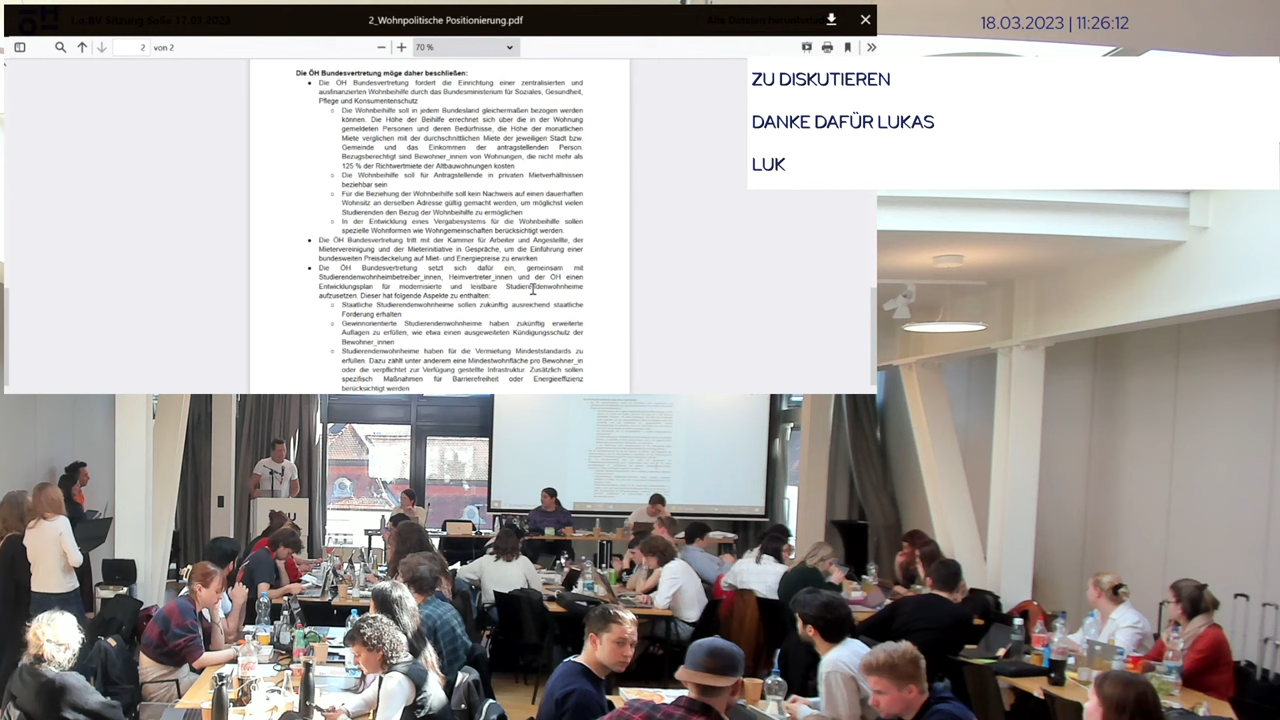 1.a BV Sitzung SoSe 17.03.2023
2_Wohnpolitische Positionierung.pdf
Alle Dateien herunterladen
18.03.2023 | 11:26:12
2 von 2
70 %
ZU DISKUTIEREN
DANKE DAFÜR LUKAS
LUK
Die ÖH Bundesvertretung möge daher beschließen:
Die ÖH Bundesvertretung fordert die Einrichtung einer zentralisierten und
ausfinanzierten Wohnbeihilfe durch das Bundesministerium für Soziales, Gesundheit,
Pflege und Konsumentenschutz
Die Wohnbeihilfe soll in jedem Bundesland gleichermaßen bezogen werden
können. Die Höhe der Beihilfe errechnet sich über die in der Wohnung
gemeldeten Personen und deren Bedürfnisse, die Höhe der monatlichen
Miete verglichen mit der durchschnittlichen Miete der jeweiligen Stadt bzw.
Gemeinde und das Einkommen der antragstellenden Person.
Bezugsberechtigt sind Bewohner_innen von Wohnungen, die nicht mehr als
125 % der Richtwertmiete der Altbauwohnungen kosten
Die Wohnbeihilfe soll für Antragstellende in privaten Mietverhältnissen
beziehbar sein
Für die Beziehung der Wohnbeihilfe soll kein Nachweis auf einen dauerhaften
Wohnsitz an derselben Adresse gültig gemacht werden, um möglichst vielen
Studierenden den Bezug der Wohnbeihilfe zu ermöglichen
In der Entwicklung eines Vergabesystems für die Wohnbeihilfe sollen
spezielle Wohnformen wie Wohngemeinschaften berücksichtigt werden.
Die ÖH Bundesvertretung tritt mit der Kammer für Arbeiter und Angestellte, der
Mietervereinigung und der Mieterinitiative in Gespräche, um die Einführung einer
bundesweiten Preisdeckelung auf Miet- und Energiepreise zu erwirken
Die ÖH Bundesvertretung setzt sich dafür ein, gemeinsam mit
Studierendenwohnheimbetreiber_innen, Heimvertreter_innen und der ÖH einen
Entwicklungsplan für modernisierte und leistbare Studierendenwohnheime
aufzusetzen. Dieser hat folgende Aspekte zu enthalten:
Staatliche Studierendenwohnheime sollen zukünftig ausreichend staatliche
Förderung erhalten
Gewinnorientierte Studierendenwohnheime haben zukünftig erweiterte
Auflagen zu erfüllen, wie etwa einen ausgeweiteten Kündigungsschutz der
Bewohner_innen
Studierendenwohnheime haben für die Vermietung Mindeststandards zu
erfüllen. Dazu zählt unter anderem eine Mindestwohnfläche pro Bewohner_in
oder die verpflichtet zur Verfügung gestellte Infrastruktur. Zusätzlich sollen
spezifisch Maßnahmen für Barrierefreiheit oder Energieeffizienz
berücksichtigt werden